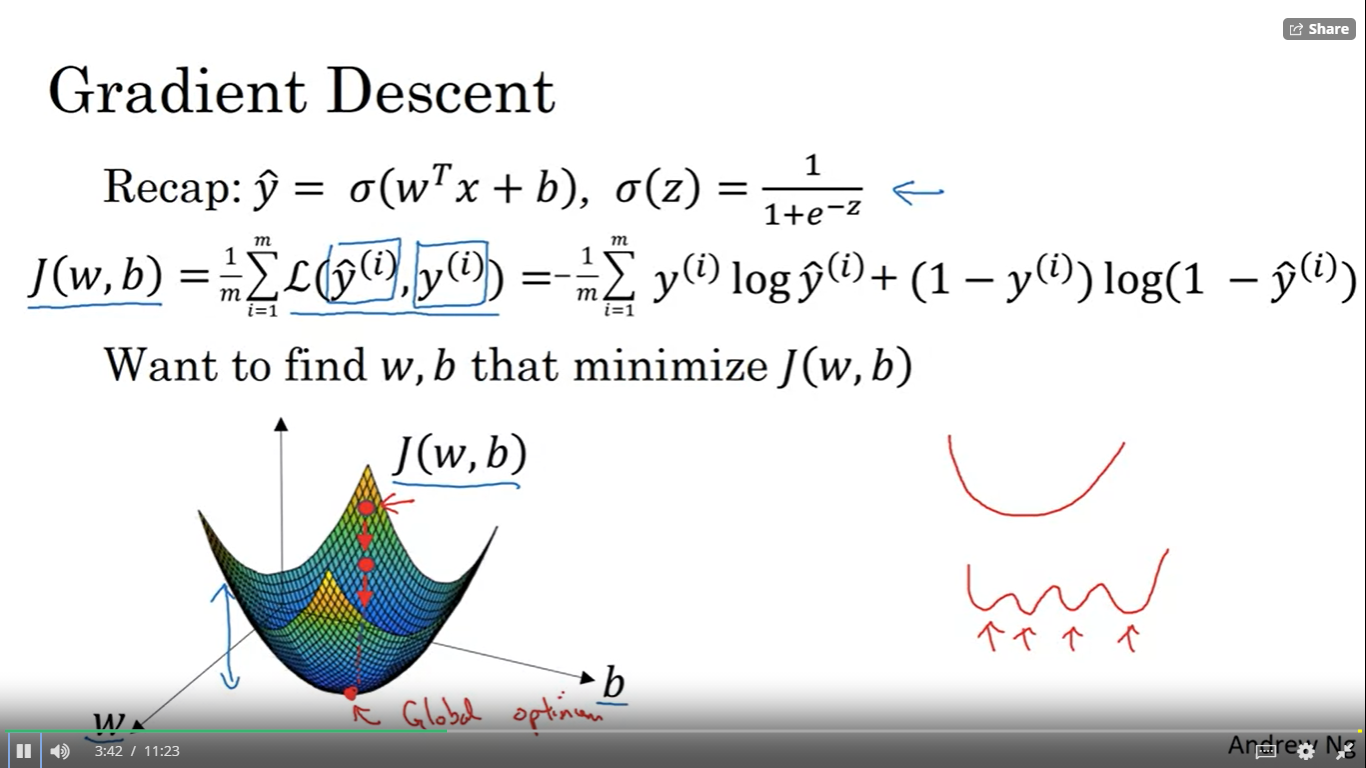 Share
Gradient Descent
Recap: ŷ = σ(wᵀx + b), σ(z) = 1/(1+e⁻ᶻ) ←
J(w, b) = 1/m ∑ᵢ₌₁ᵐ ℒ(ŷ⁽ⁱ⁾, y⁽ⁱ⁾) = −1/m ∑ᵢ₌₁ᵐ y⁽ⁱ⁾ log ŷ⁽ⁱ⁾ + (1 − y⁽ⁱ⁾) log(1 − ŷ⁽ⁱ⁾)
Want to find w, b that minimize J(w, b)
J(w, b)
b
w
Global optimum
3:42 / 11:23
Andrew Ng